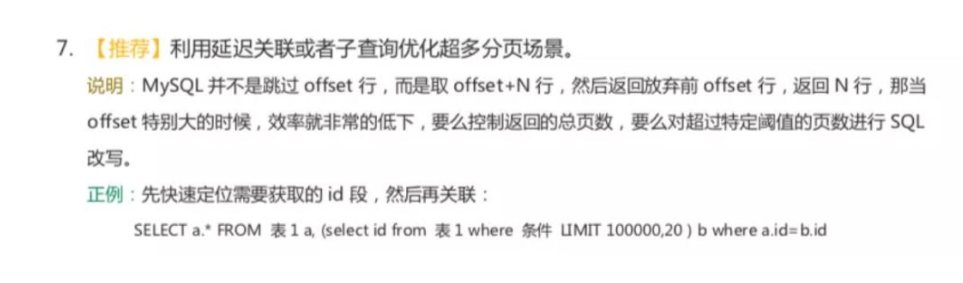 7. 【推荐】利用延迟关联或者子查询优化超多分页场景。
说明：MySQL 并不是跳过 offset 行，而是取 offset+N 行，然后返回放弃前 offset 行，返回 N 行，那当
offset 特别大的时候，效率就非常的低下，要么控制返回的总页数，要么对超过特定阈值的页数进行 SQL
改写。
正例：先快速定位需要获取的 id 段，然后再关联：
SELECT a.* FROM 表 1 a, (select id from 表 1 where 条件 LIMIT 100000,20 ) b where a.id=b.id